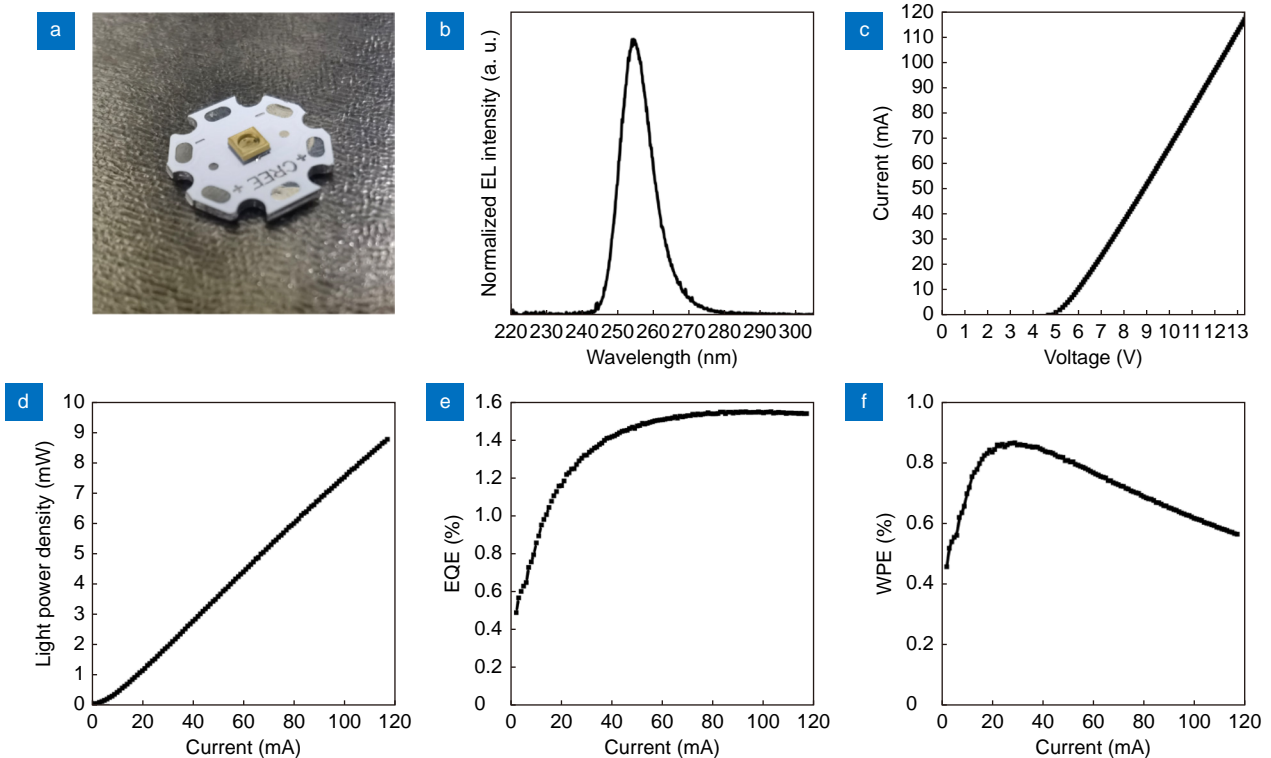 a
+CREE+
b
Normalized EL intensity (a. u.)
220 230 240 250 260 270 280 290 300
Wavelength (nm)
c
Current (mA)
120
110
100
90
80
70
60
50
40
30
20
10
0
0 1 2 3 4 5 6 7 8 9 10 11 12 13
Voltage (V)
d
Light power density (mW)
10
9
8
7
6
5
4
3
2
1
0
0 20 40 60 80 100 120
Current (mA)
e
EQE (%)
1.6
1.4
1.2
1.0
0.8
0.6
0.4
0.2
0
0 20 40 60 80 100 120
Current (mA)
f
WPE (%)
1.0
0.8
0.6
0.4
0.2
0
0 20 40 60 80 100 120
Current (mA)